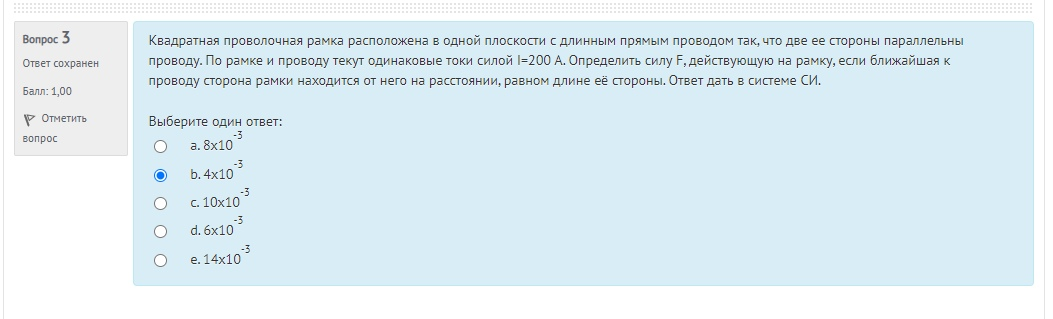 Вопрос 3
Ответ сохранен
Балл: 1,00
Отметить
вопрос
Квадратная проволочная рамка расположена в одной плоскости с длинным прямым проводом так, что две ее стороны параллельны
проводу. По рамке и проводу текут одинаковые токи силой I=200 А. Определить силу F, действующую на рамку, если ближайшая к
проводу сторона рамки находится от него на расстоянии, равном длине её стороны. Ответ дать в системе СИ.
Выберите один ответ:
a. 8x10⁻³
b. 4x10⁻³
c. 10x10⁻³
d. 6x10⁻³
e. 14x10⁻³